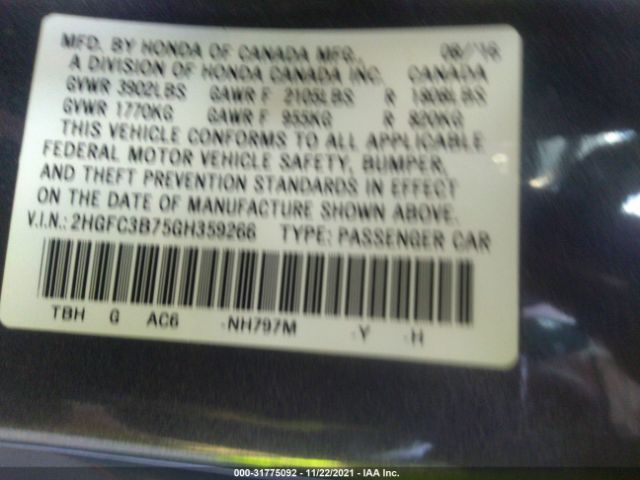 MFD. BY HONDA OF CANADA MFG., 06/16
A DIVISION OF HONDA CANADA INC. CANADA
GVWR 3902LBS GAWR F 2105LBS R 1808LBS
GVWR 1770KG GAWR F 955KG R 820KG
THIS VEHICLE CONFORMS TO ALL APPLICABLE
FEDERAL MOTOR VEHICLE SAFETY, BUMPER,
AND THEFT PREVENTION STANDARDS IN EFFECT
ON THE DATE OF MANUFACTURE SHOWN ABOVE.
V.I.N.: 2HGFC3B75GH359266 TYPE: PASSENGER CAR
TBH G AC6 -NH797M -Y -H
000-31775092 - 11/22/2021 - IAA Inc.